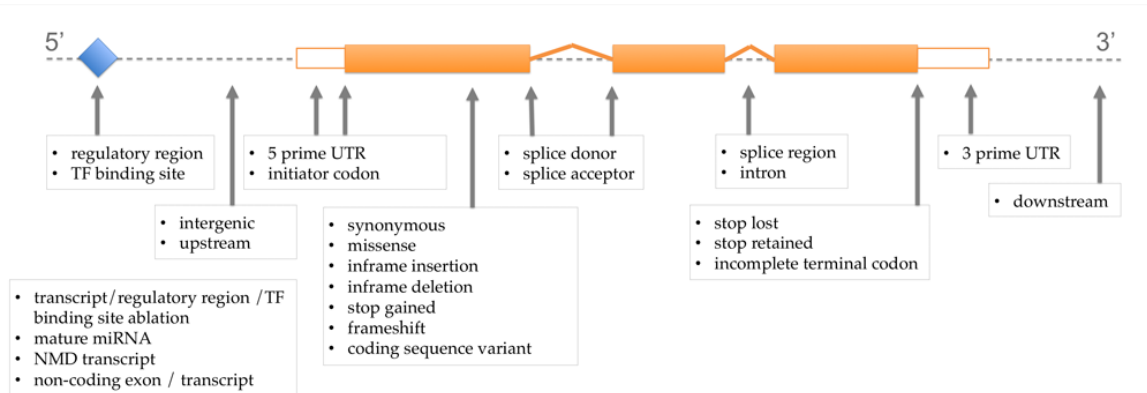 5’
3’
• regulatory region
• TF binding site
• 5 prime UTR
• initiator codon
• splice donor
• splice acceptor
• splice region
• intron
• 3 prime UTR
• intergenic
• upstream
• synonymous
• missense
• inframe insertion
• inframe deletion
• stop gained
• frameshift
• coding sequence variant
• stop lost
• stop retained
• incomplete terminal codon
• downstream
• transcript/regulatory region /TF
binding site ablation
• mature miRNA
• NMD transcript
• non-coding exon / transcript